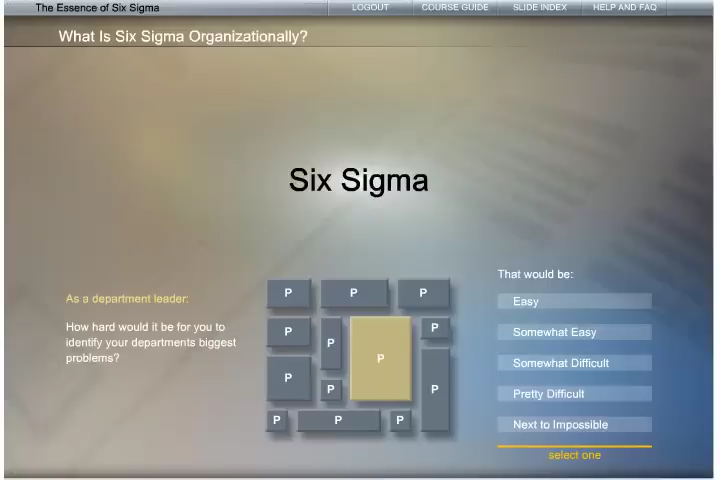 The Essence of Six Sigma
LOGOUT
COURSE GUIDE
SLIDE INDEX
HELP AND FAQ
What Is Six Sigma Organizationally?
Six Sigma
As a department leader:
How hard would it be for you to
identify your departments biggest
problems?
P P P
P P P P
P P P
P P P
That would be:
Easy
Somewhat Easy
Somewhat Difficult
Pretty Difficult
Next to Impossible
select one